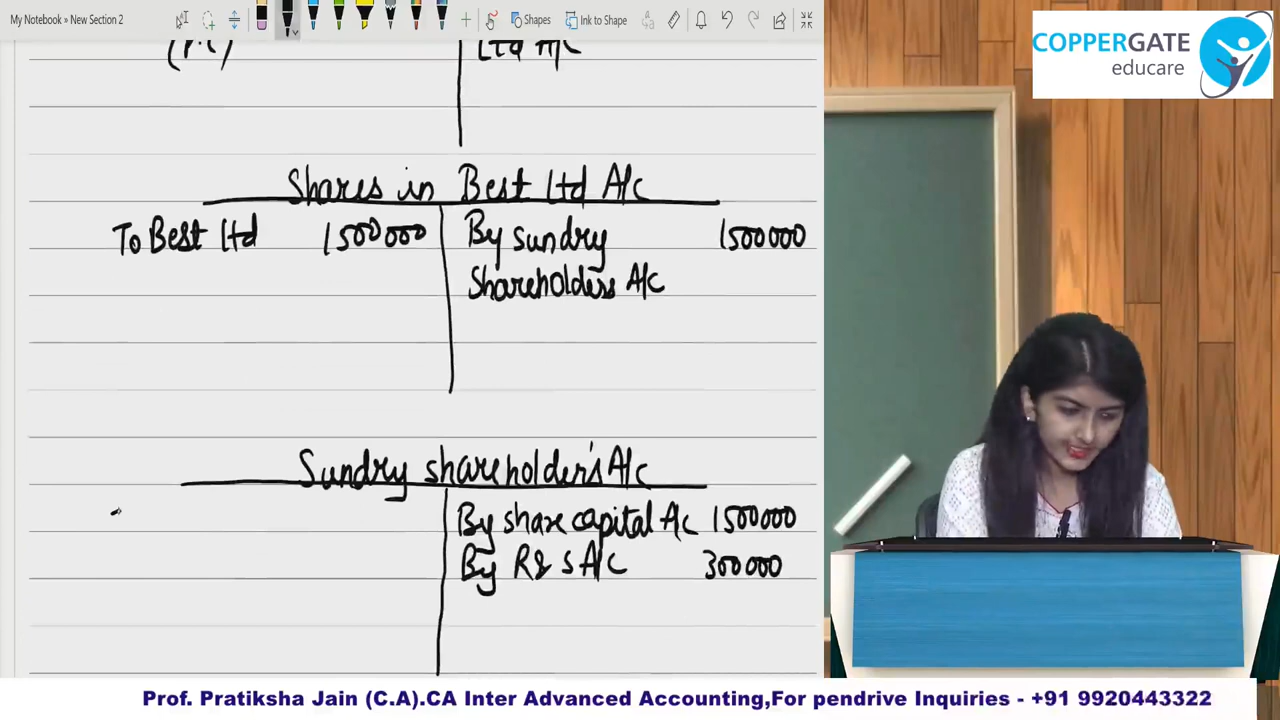 My Notebook » New Section 2
Shapes
Ink to Shape
COPPERGATE
educare
Ltd A/c
Shares in Best ltd A/c
To Best ltd 1500000 By sundry 1500000
Shareholders A/c
Sundry shareholder's A/c
By share capital A/c 1500000
By R& S A/C 300000
Prof. Pratiksha Jain (C.A).CA Inter Advanced Accounting,For pendrive Inquiries - +91 9920443322